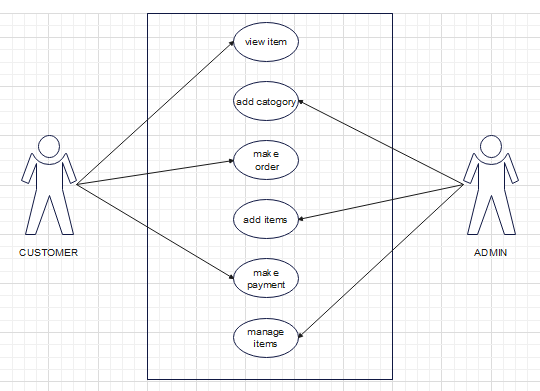 view item
add catogory
make
order
add items
make
payment
manage
items
CUSTOMER
ADMIN